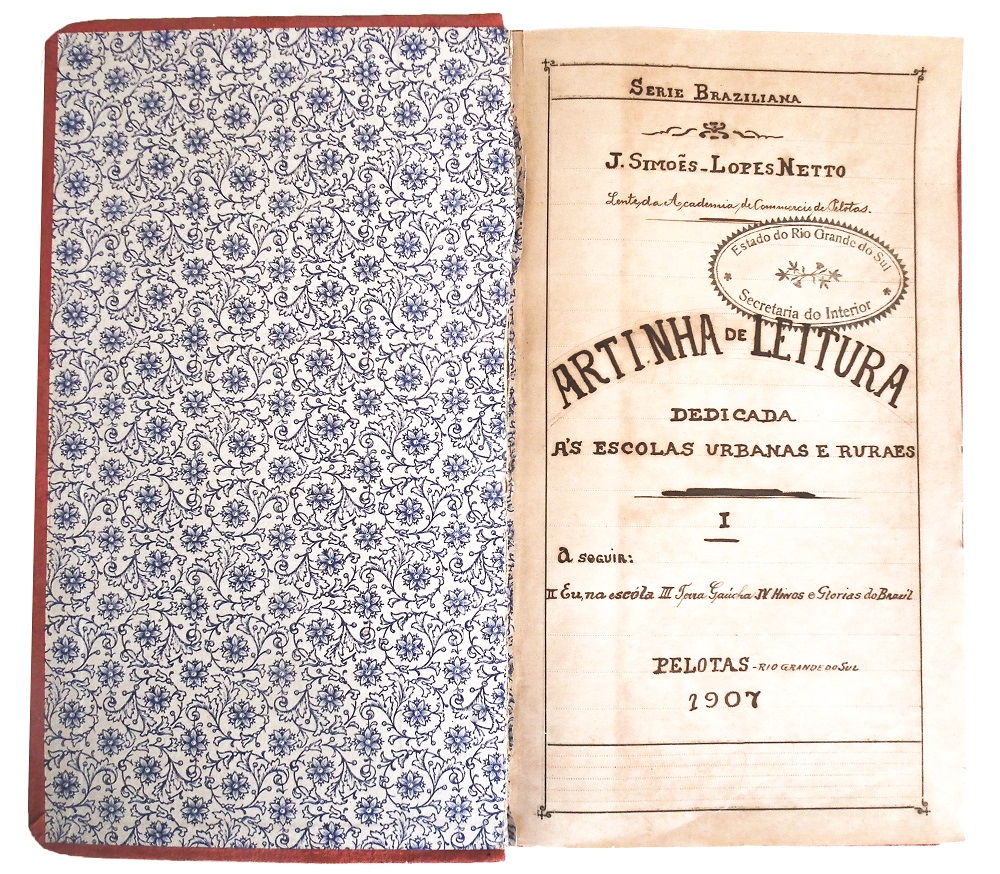 SERIE BRAZILIANA
J. SIMOẼS-LOPES NETTO
Lente, da Academia, de Commercio de Pelotas.
Estado do Rio Grande do Sul
Secretaria do Interior
ARTINHA DE LEITURA
DEDICADA
A'S ESCOLAS URBANAS E RURAES
I
A SEGUIR:
II Eu, na escóla III Terra Gaúcha IV Hinos e Glorias do Brazil
PELOTAS - RIO GRANDE DO SUL
1907